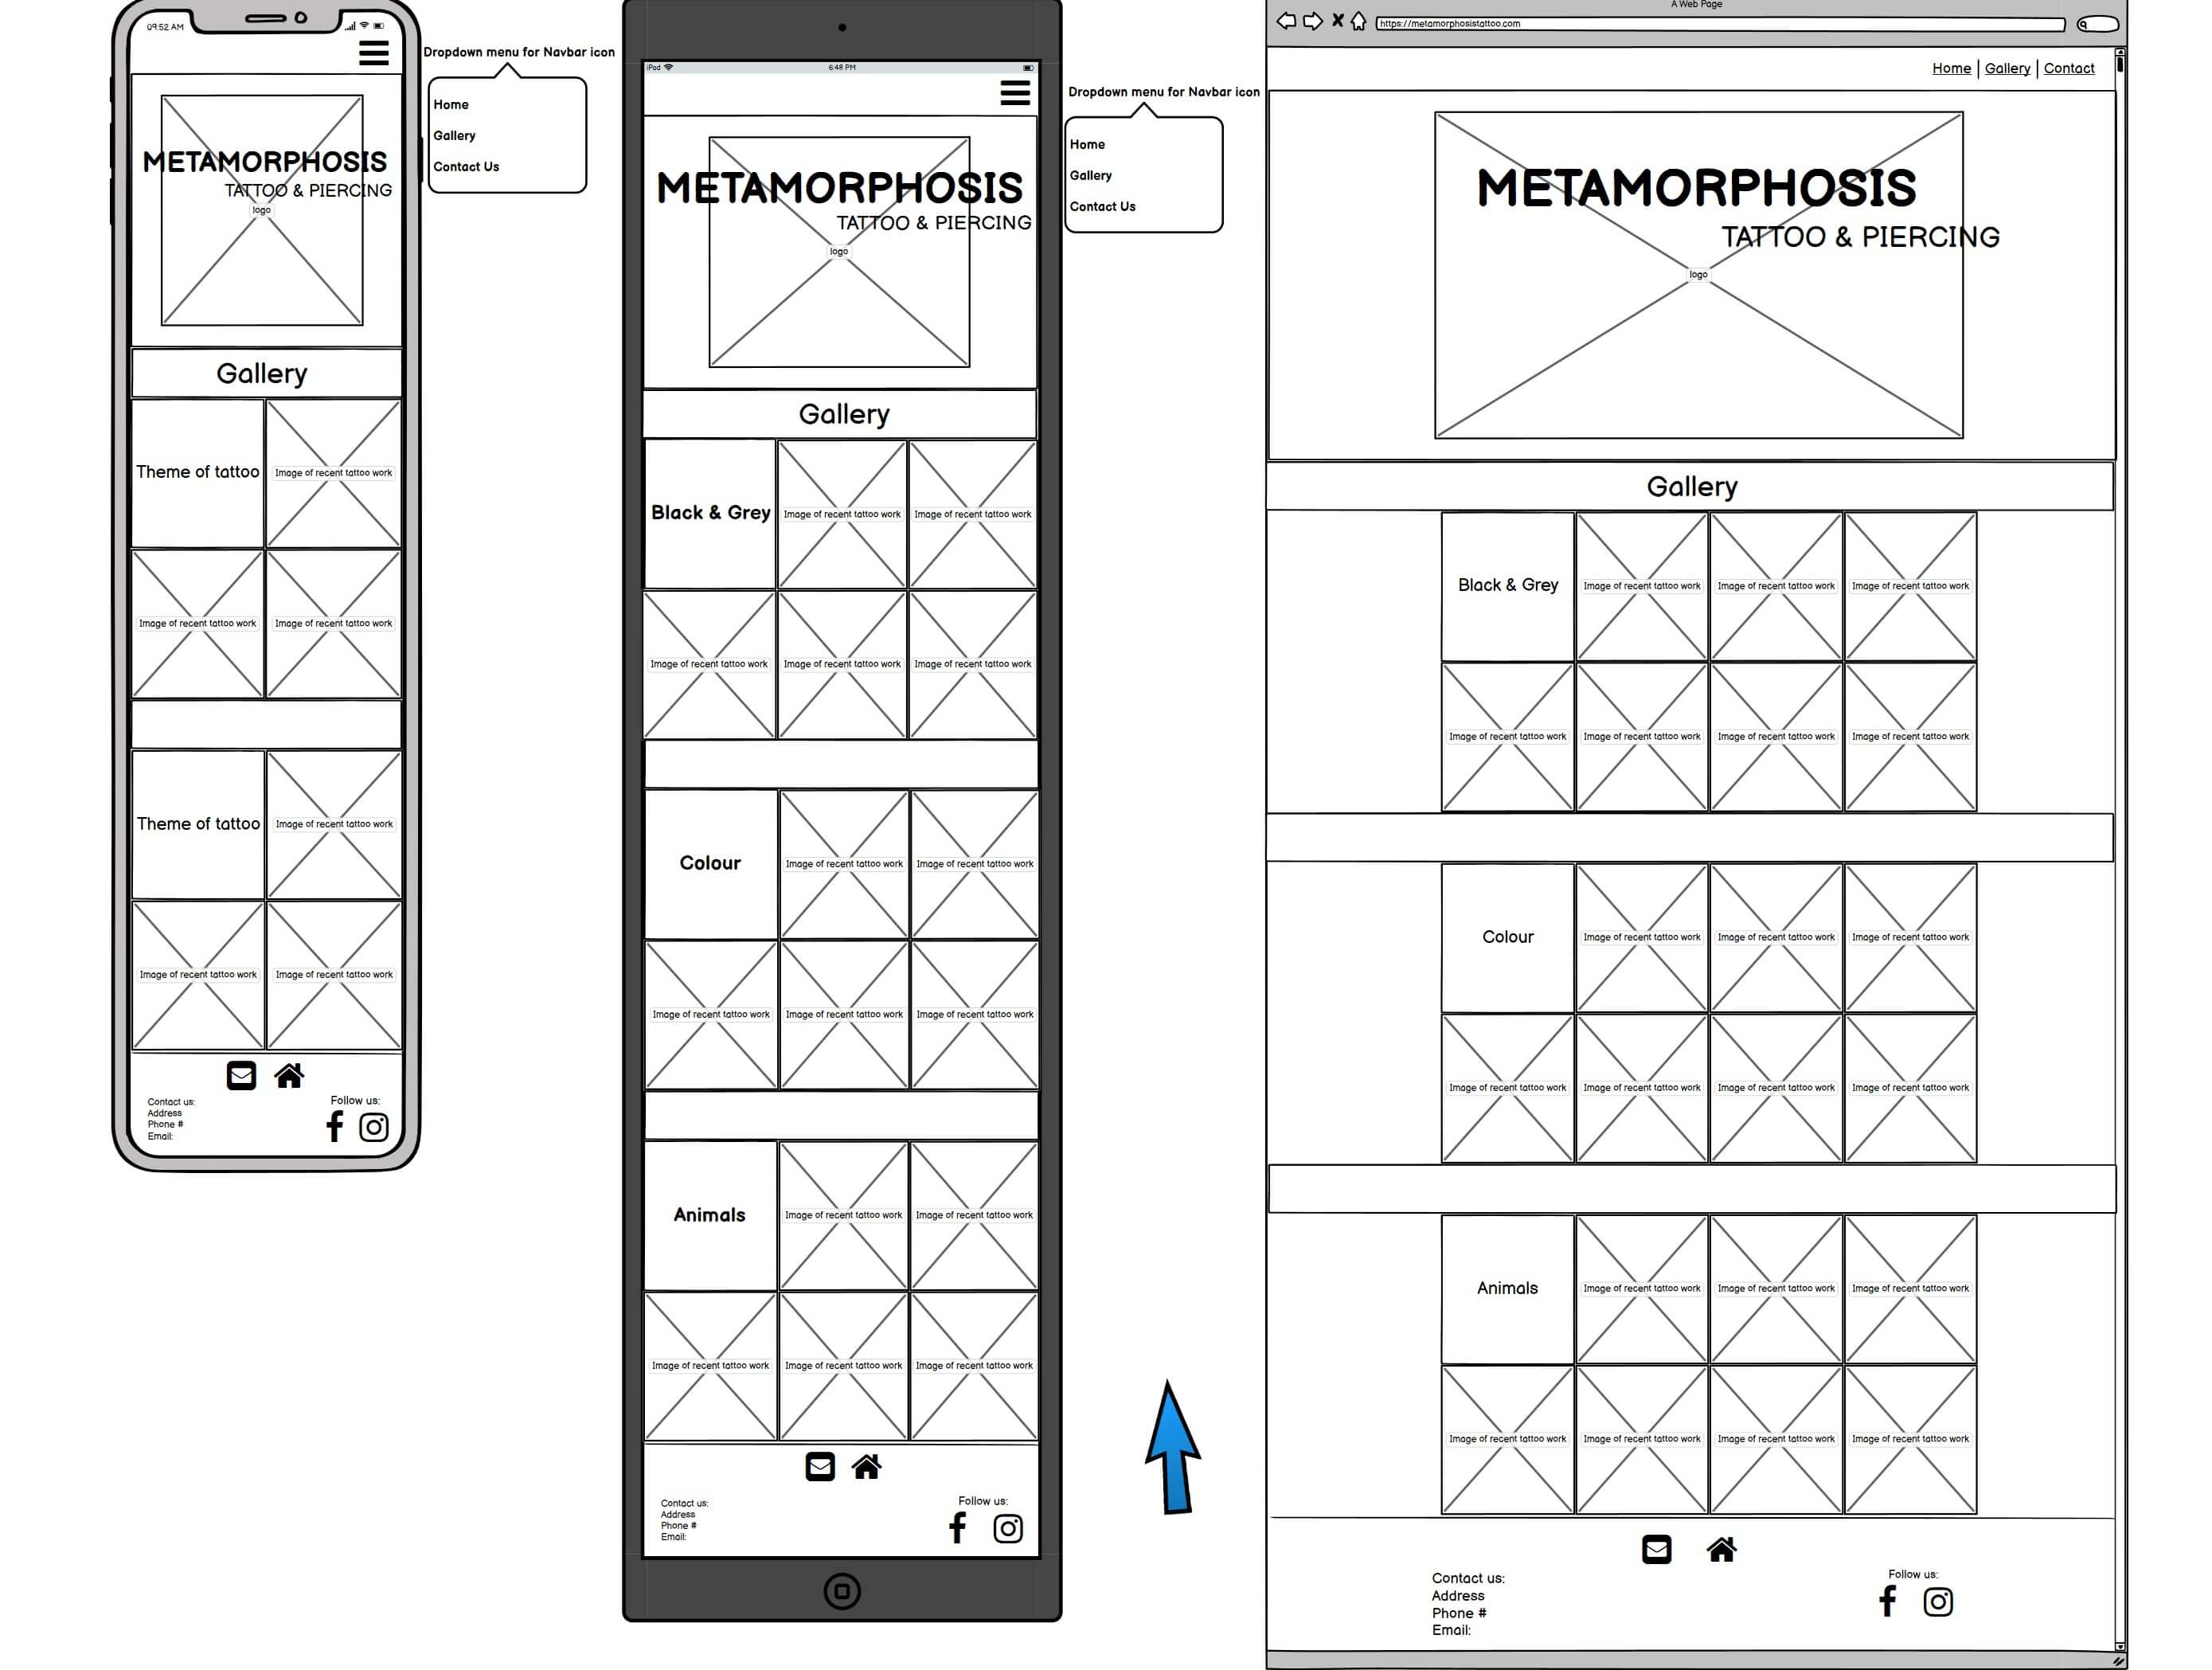 09:52 AM
METAMORPHOSIS
TATTOO & PIERCING
logo
Gallery
Theme of tattoo
Image of recent tattoo work
Image of recent tattoo work
Image of recent tattoo work
Theme of tattoo
Image of recent tattoo work
Image of recent tattoo work
Image of recent tattoo work
Contact us:
Address
Phone #
Email:
Follow us:
Dropdown menu for Navbar icon
Home
Gallery
Contact Us
iPad
6:48 PM
METAMORPHOSIS
TATTOO & PIERCING
logo
Gallery
Black & Grey
Image of recent tattoo work
Image of recent tattoo work
Image of recent tattoo work
Image of recent tattoo work
Image of recent tattoo work
Colour
Image of recent tattoo work
Image of recent tattoo work
Image of recent tattoo work
Image of recent tattoo work
Image of recent tattoo work
Animals
Image of recent tattoo work
Image of recent tattoo work
Image of recent tattoo work
Image of recent tattoo work
Image of recent tattoo work
Contact us:
Address
Phone #
Email:
Follow us:
Dropdown menu for Navbar icon
Home
Gallery
Contact Us
A Web Page
https://metamorphosistattoo.com
Home | Gallery | Contact
METAMORPHOSIS
TATTOO & PIERCING
logo
Gallery
Black & Grey
Image of recent tattoo work
Image of recent tattoo work
Image of recent tattoo work
Image of recent tattoo work
Image of recent tattoo work
Image of recent tattoo work
Image of recent tattoo work
Colour
Image of recent tattoo work
Image of recent tattoo work
Image of recent tattoo work
Image of recent tattoo work
Image of recent tattoo work
Image of recent tattoo work
Image of recent tattoo work
Animals
Image of recent tattoo work
Image of recent tattoo work
Image of recent tattoo work
Image of recent tattoo work
Image of recent tattoo work
Image of recent tattoo work
Image of recent tattoo work
Contact us:
Address
Phone #
Email:
Follow us: